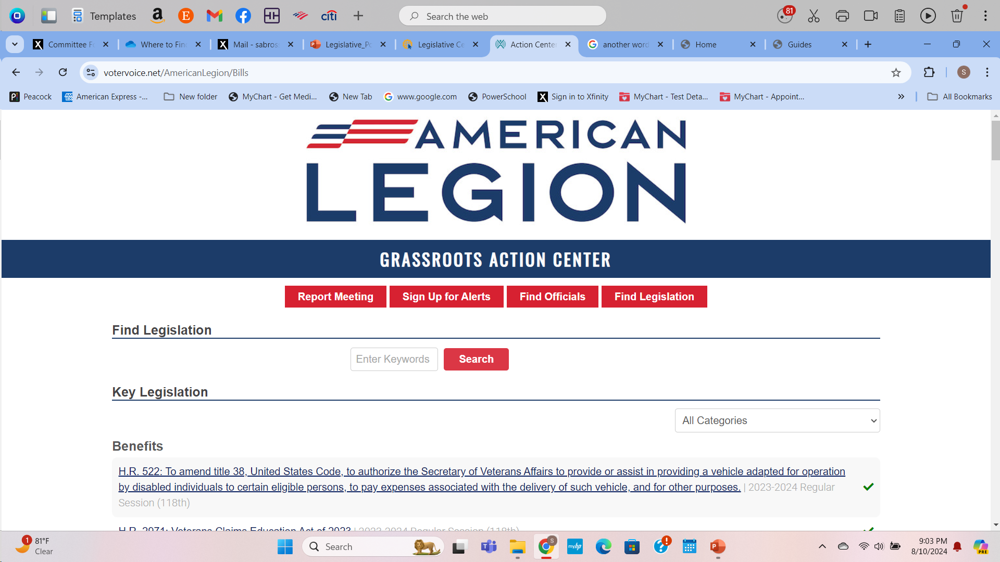 Templates
a
E
H
citi
Search the web
81
Committee F
Where to Fin
Mail - sabros
Legislative_Po
Legislative Ce
Action Center
another word
Home
Guides
votervoice.net/AmericanLegion/Bills
S
Peacock
American Express -...
New folder
MyChart - Get Medi...
New Tab
www.google.com
PowerSchool
Sign in to Xfinity
MyChart - Test Deta...
MyChart - Appoint...
All Bookmarks
AMERICAN
LEGION
GRASSROOTS ACTION CENTER
Report Meeting
Sign Up for Alerts
Find Officials
Find Legislation
Find Legislation
Enter Keywords
Search
Key Legislation
All Categories
Benefits
H.R. 522: To amend title 38, United States Code, to authorize the Secretary of Veterans Affairs to provide or assist in providing a vehicle adapted for operation
by disabled individuals to certain eligible persons, to pay expenses associated with the delivery of such vehicle, and for other purposes. | 2023-2024 Regular
Session (118th)
H.R. 2971: Veterans Claims Education Act of 2023 | 2023-2024 Regular Session (118th)
1
81°F
Clear
Search
myhp
9:03 PM
8/10/2024
PRE